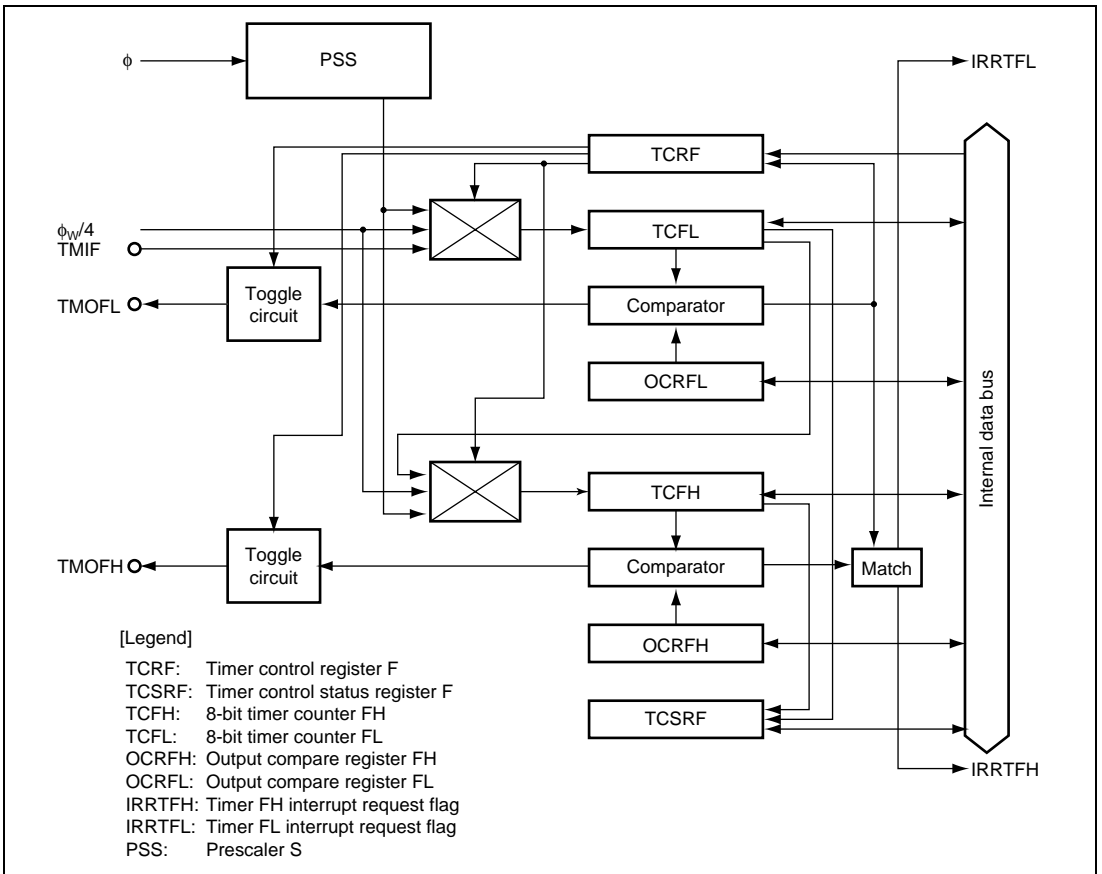 φ
PSS
IRRTFL
TCRF
φW/4
TMIF
TCFL
TMOFL
Toggle
circuit
Comparator
OCRFL
Internal data bus
TCFH
TMOFH
Toggle
circuit
Comparator
Match
OCRFH
TCSRF
IRRTFH
[Legend]
TCRF: Timer control register F
TCSRF: Timer control status register F
TCFH: 8-bit timer counter FH
TCFL: 8-bit timer counter FL
OCRFH: Output compare register FH
OCRFL: Output compare register FL
IRRTFH: Timer FH interrupt request flag
IRRTFL: Timer FL interrupt request flag
PSS: Prescaler S